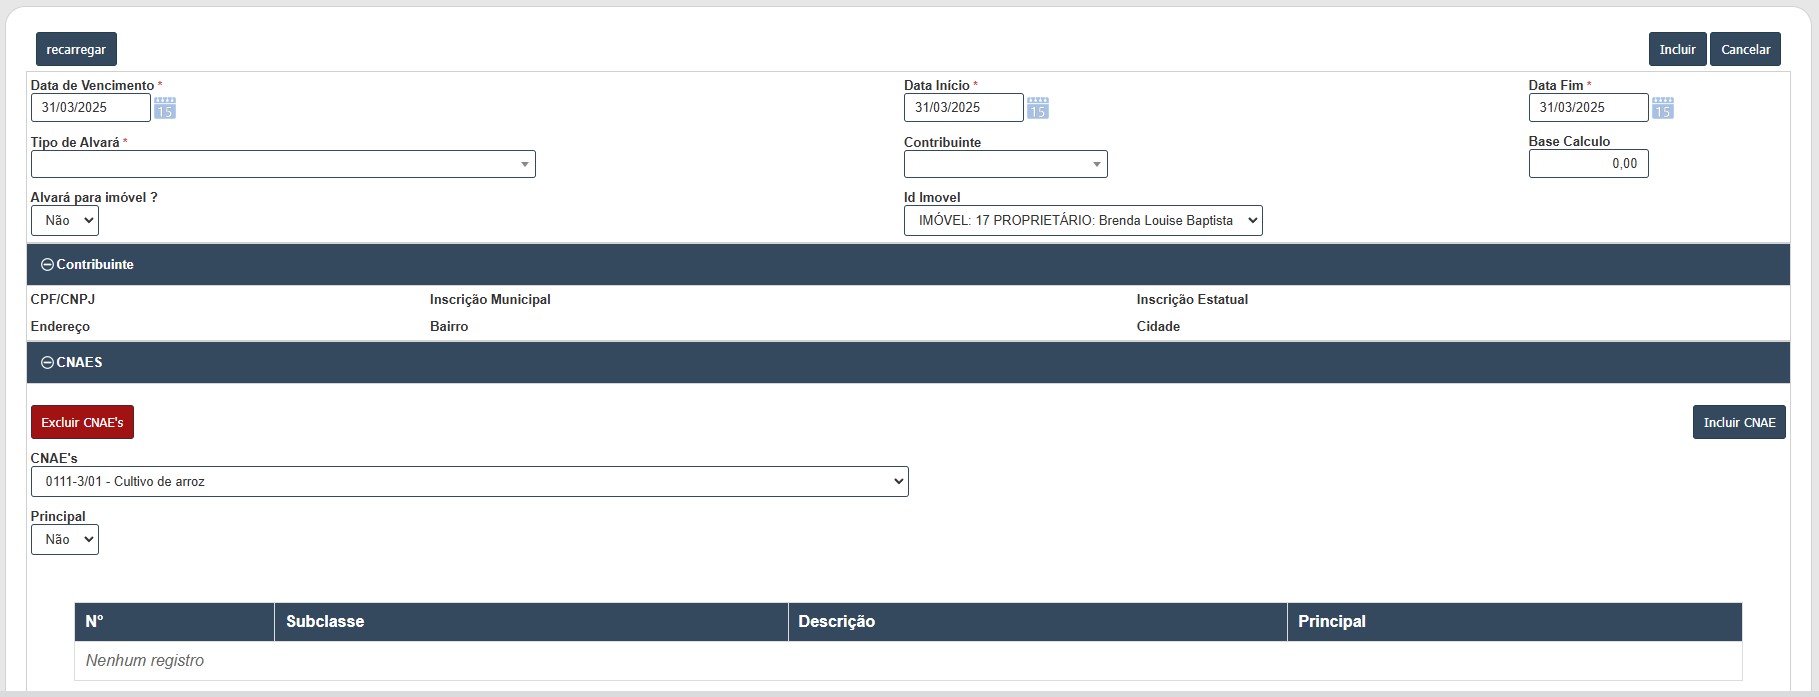 recarregar
Incluir
Cancelar
Data de Vencimento *
Data Início *
Data Fim *
31/03/2025
15
31/03/2025
15
31/03/2025
15
Tipo de Alvará *
Contribuinte
Base Calculo
0,00
Alvará para imóvel ?
Id Imovel
Não
IMÓVEL: 17 PROPRIETÁRIO: Brenda Louise Baptista
Contribuinte
CPF/CNPJ
Inscrição Municipal
Inscrição Estatual
Endereço
Bairro
Cidade
CNAES
Excluir CNAE's
Incluir CNAE
CNAE's
0111-3/01 - Cultivo de arroz
Principal
Não
N°
Subclasse
Descrição
Principal
Nenhum registro